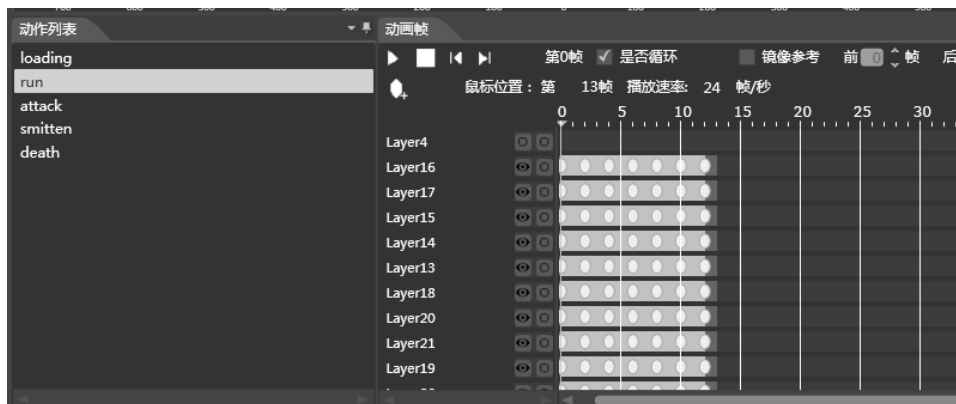 动作列表
loading
run
attack
smitten
death
动画帧
第0帧 是否循环 镜像参考 前 0 帧 后
鼠标位置：第 13帧 播放速率: 24 帧/秒
0 5 10 15 20 25 30
Layer4
Layer16
Layer17
Layer15
Layer14
Layer13
Layer18
Layer20
Layer21
Layer19